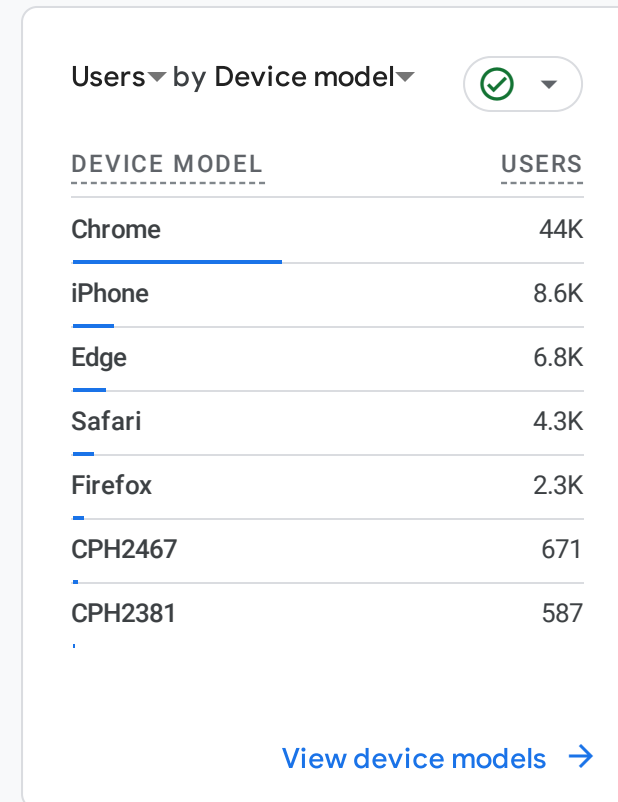 Users by Device model
DEVICE MODEL USERS
Chrome 44K
iPhone 8.6K
Edge 6.8K
Safari 4.3K
Firefox 2.3K
CPH2467 671
CPH2381 587
View device models